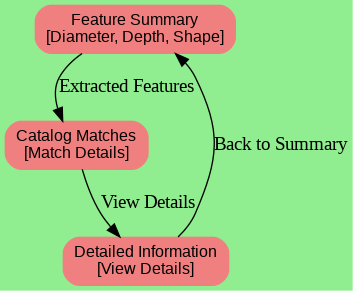 Feature Summary
[Diameter, Depth, Shape]
Extracted Features
Catalog Matches
[Match Details]
Back to Summary
View Details
Detailed Information
[View Details]